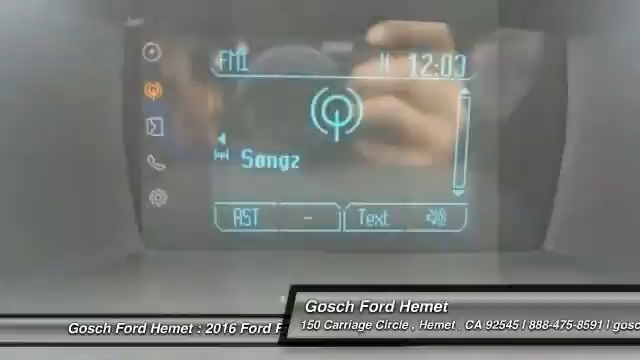 FM1 12:03
Songz
AST - Text
Gosch Ford Hemet
150 Carriage Circle , Hemet , CA 92545 | 888-475-8591 | gosc
Gosch Ford Hemet : 2016 Ford F